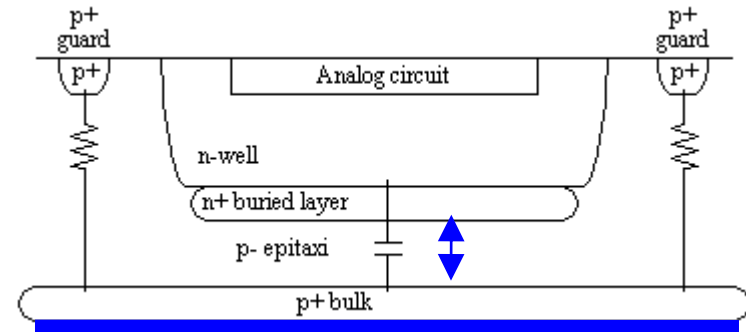 p+
guard
p+
guard
p+
Analog circuit
p+
n-well
n+ buried layer
p- epitaxi
p+ bulk